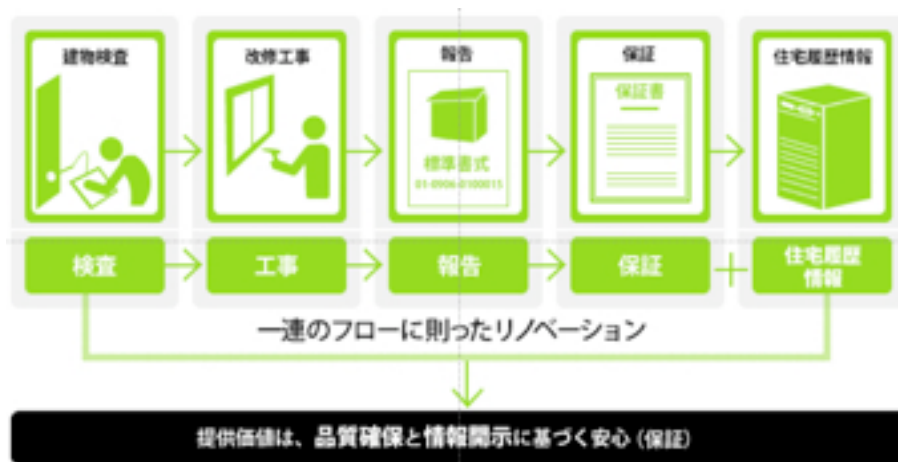 建物検査
改修工事
報告
保証
住宅履歴情報
標準書式
01-0906-0100015
保証書
検査
工事
報告
保証
+
住宅履歴
情報
一連のフローに則ったリノベーション
提供価値は、品質確保と情報開示に基づく安心(保証)